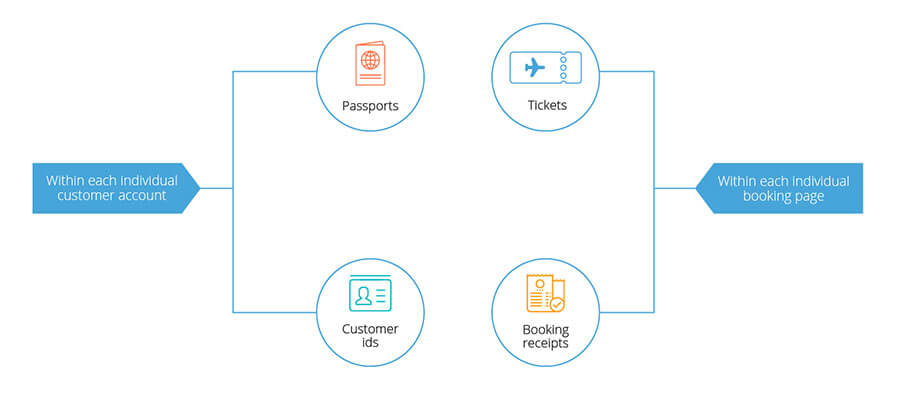 Passports
Tickets
Within each individual
customer account
Within each individual
booking page
Customer
ids
Booking
receipts